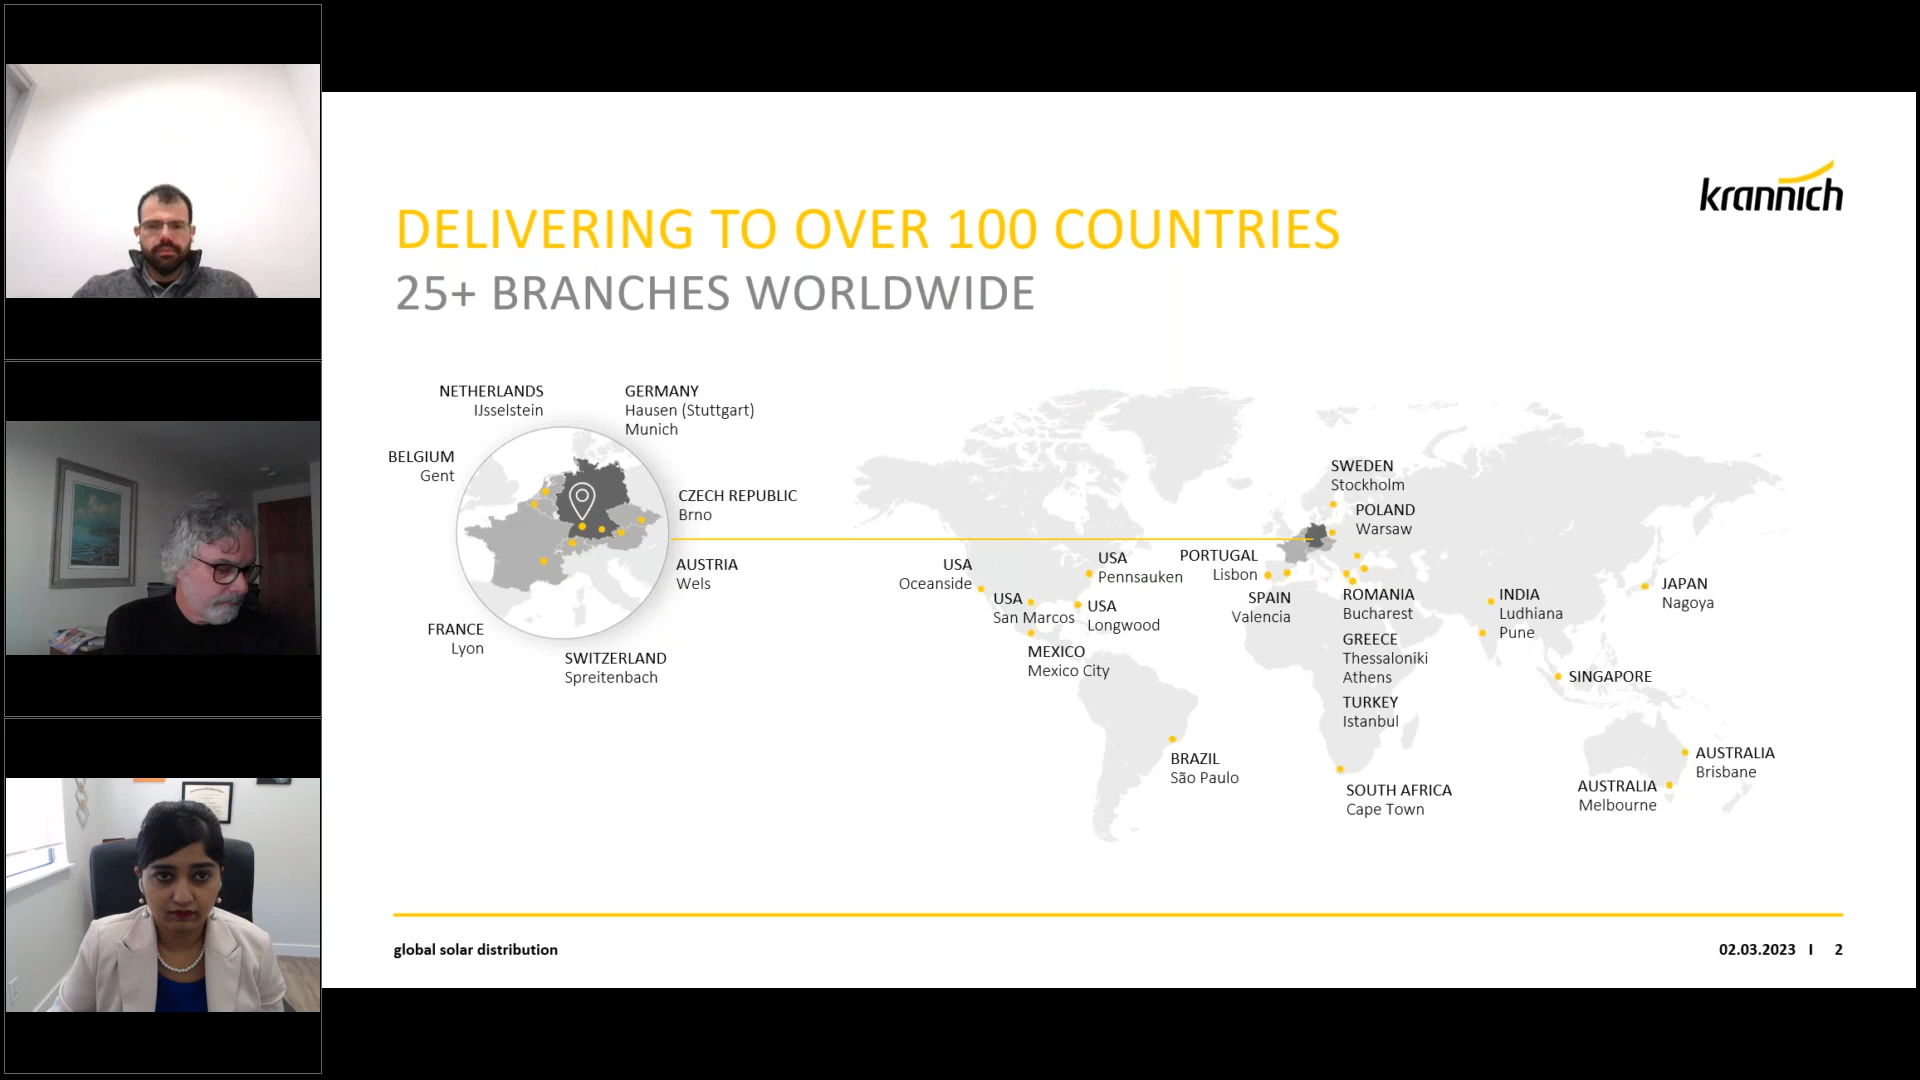 krannich
DELIVERING TO OVER 100 COUNTRIES
25+ BRANCHES WORLDWIDE
NETHERLANDS
IJsselstein
GERMANY
Hausen (Stuttgart)
Munich
BELGIUM
Gent
CZECH REPUBLIC
Brno
AUSTRIA
Wels
FRANCE
Lyon
SWITZERLAND
Spreitenbach
USA
Oceanside
USA
San Marcos
USA
Pennsauken
USA
Longwood
MEXICO
Mexico City
BRAZIL
São Paulo
PORTUGAL
Lisbon
SPAIN
Valencia
SWEDEN
Stockholm
POLAND
Warsaw
ROMANIA
Bucharest
GREECE
Thessaloniki
Athens
TURKEY
Istanbul
SOUTH AFRICA
Cape Town
INDIA
Ludhiana
Pune
SINGAPORE
JAPAN
Nagoya
AUSTRALIA
Brisbane
AUSTRALIA
Melbourne
global solar distribution
02.03.2023 I 2